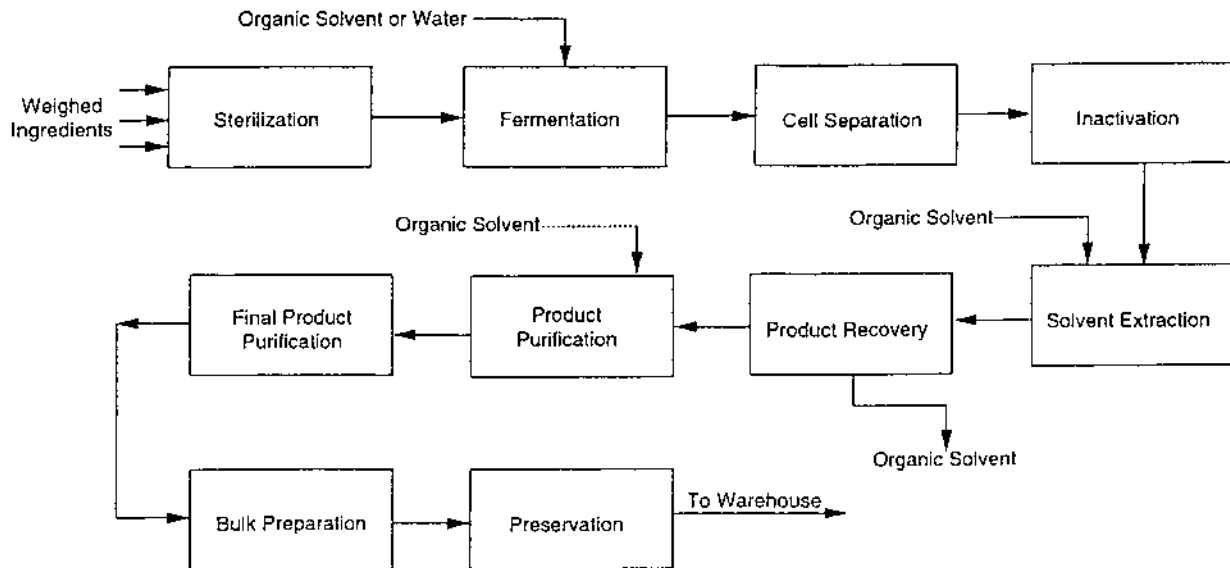 Organic Solvent or Water
Weighed
Ingredients
Sterilization
Fermentation
Cell Separation
Inactivation
Organic Solvent
Organic Solvent
Final Product
Purification
Product
Purification
Product Recovery
Solvent Extraction
Organic Solvent
Bulk Preparation
Preservation
To Warehouse